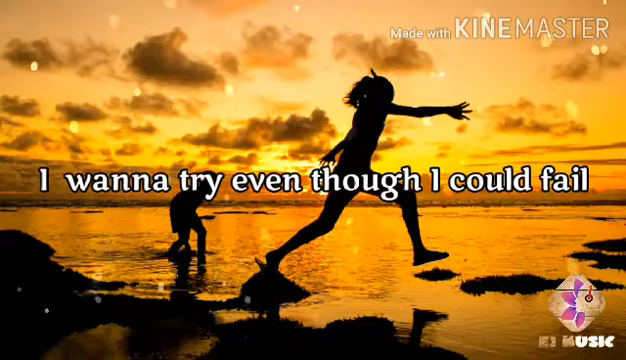 Made with KINEMASTER
I wanna try even though I could fail
EJ MUSIC